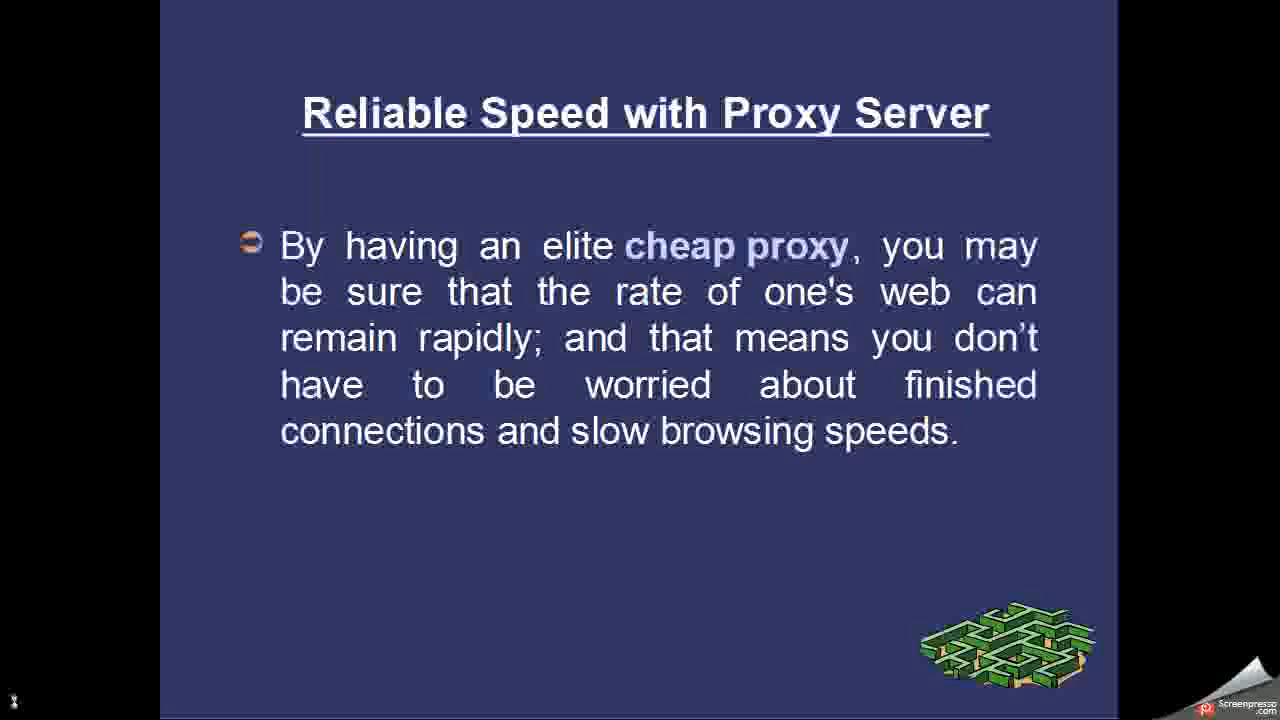 Reliable Speed with Proxy Server
By having an elite cheap proxy, you may
be sure that the rate of one's web can
remain rapidly; and that means you don’t
have to be worried about finished
connections and slow browsing speeds.
Screenpresso
.com